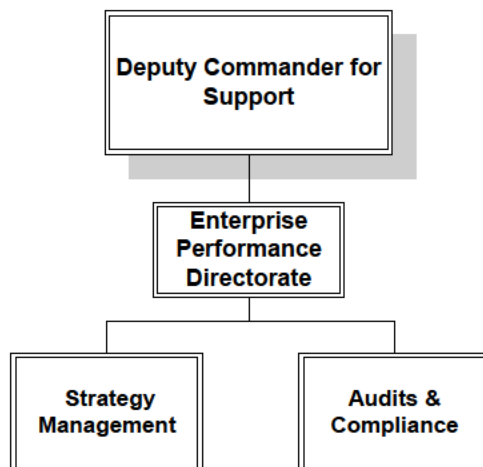 Deputy Commander for
Support
Enterprise
Performance
Directorate
Strategy
Management
Audits &
Compliance